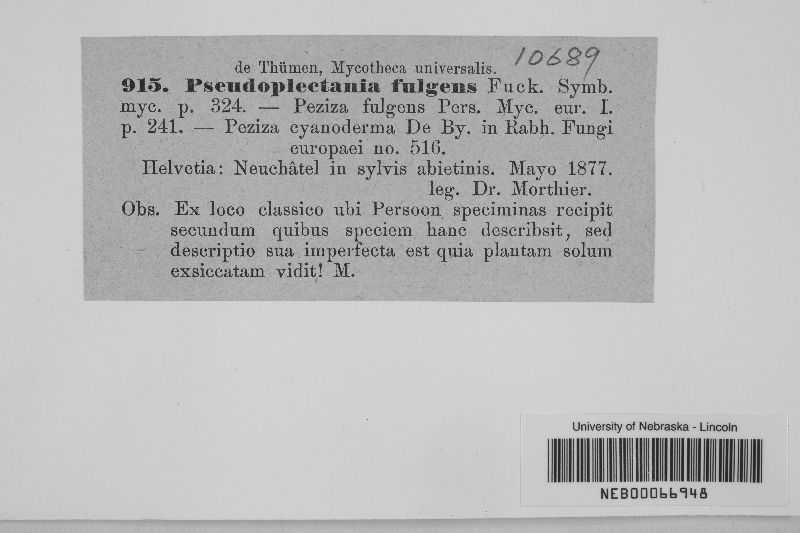 10689
de Thümen, Mycotheca universalis.
915. Pseudoplectania fulgens Fuck. Symb.
myc. p. 324. — Peziza fulgens Pers. Myc. eur. I.
p. 241. — Peziza cyanoderma De By. in Rabh. Fungi
europaei no. 516.
Helvetia: Neuchâtel in sylvis abietinis. Mayo 1877.
leg. Dr. Morthier.
Obs. Ex loco classico ubi Persoon speciminas recipit
secundum quibus speciem hanc describsit, sed
descriptio sua imperfecta est quia plantam solum
exsiccatam vidit! M.
University of Nebraska - Lincoln
NEB00066948